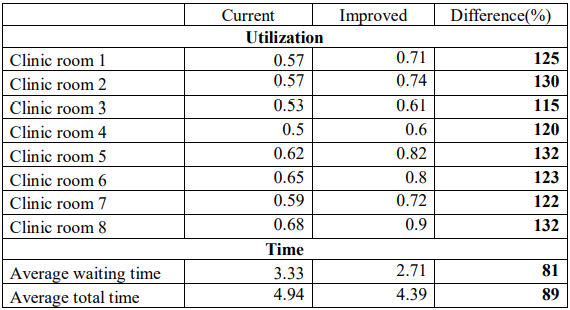 Current Improved Difference(%)
Utilization
Clinic room 1 0.57 0.71 125
Clinic room 2 0.57 0.74 130
Clinic room 3 0.53 0.61 115
Clinic room 4 0.5 0.6 120
Clinic room 5 0.62 0.82 132
Clinic room 6 0.65 0.8 123
Clinic room 7 0.59 0.72 122
Clinic room 8 0.68 0.9 132
Time
Average waiting time 3.33 2.71 81
Average total time 4.94 4.39 89